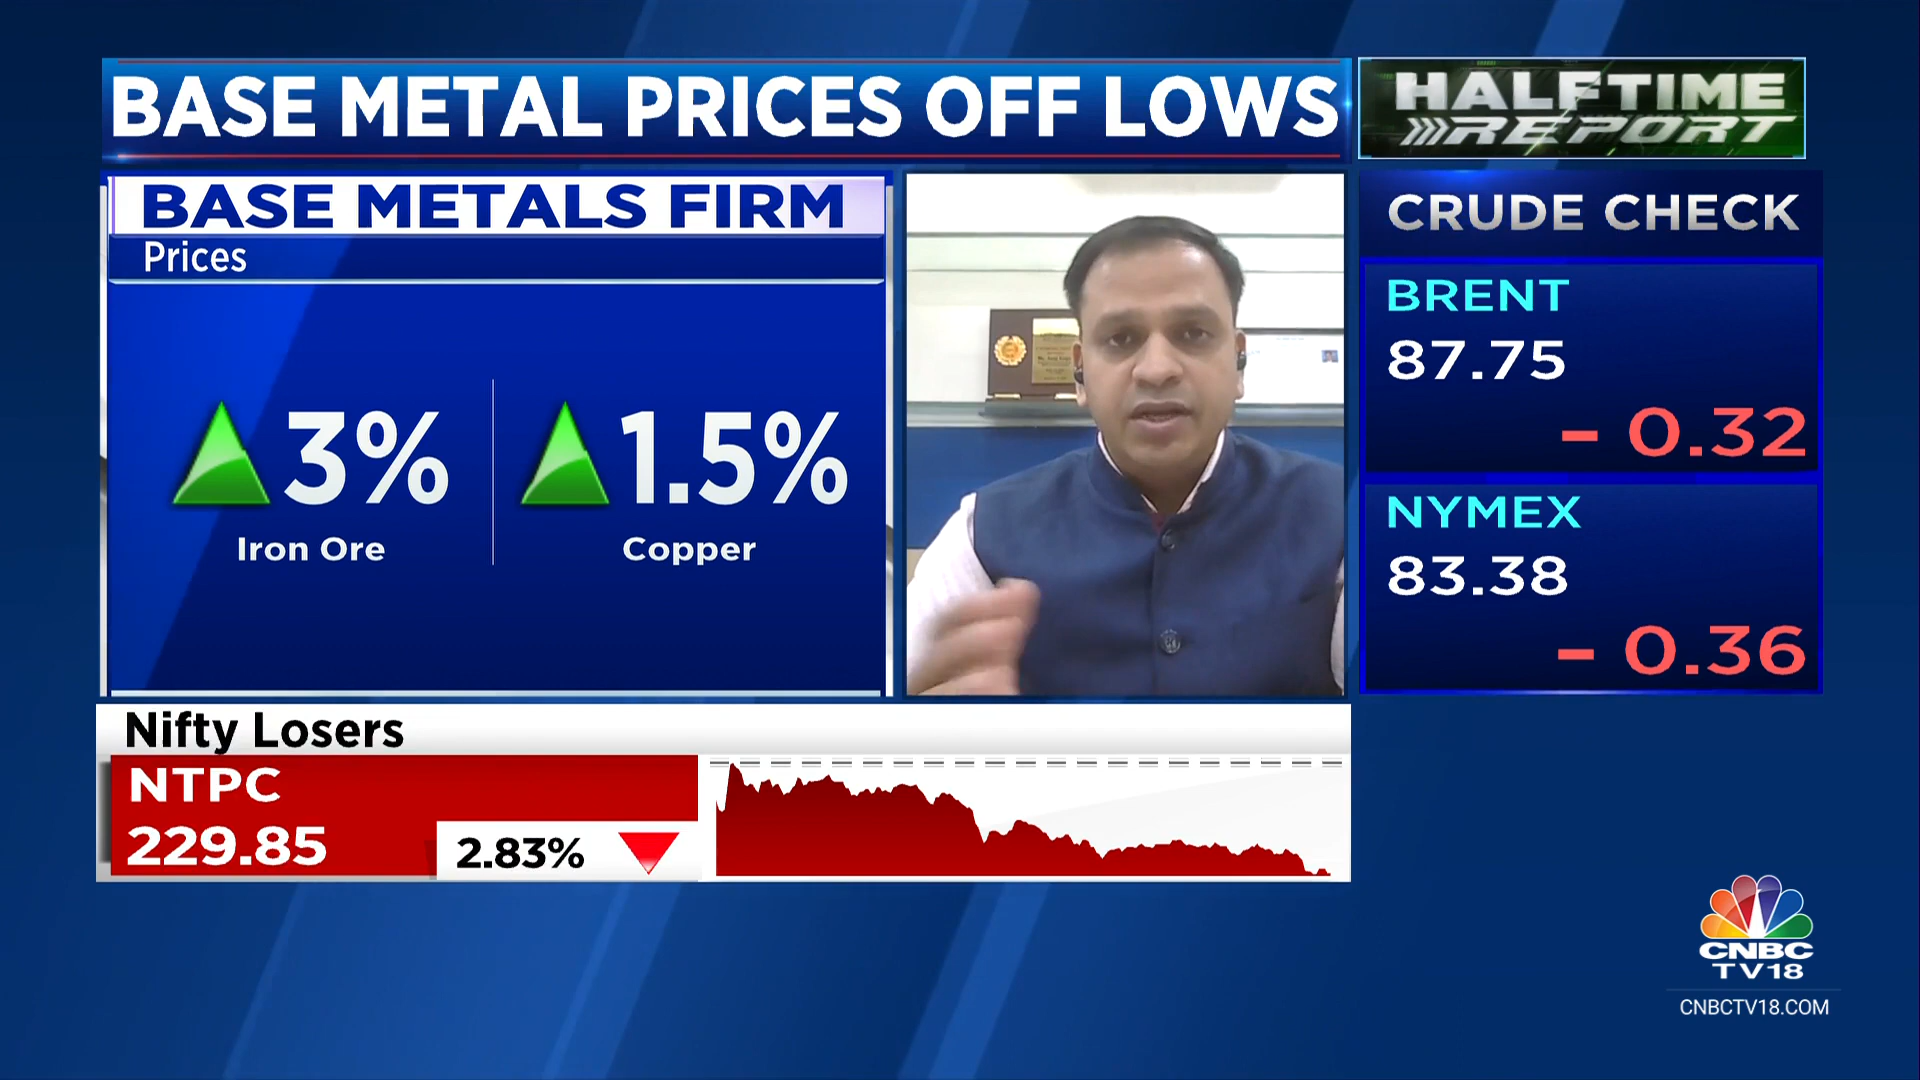 BASE METAL PRICES OFF LOWS
HALFTIME
REPORT
BASE METALS FIRM
Prices
3%
1.5%
Iron Ore
Copper
CRUDE CHECK
BRENT
87.75
- 0.32
NYMEX
83.38
- 0.36
Nifty Losers
NTPC
229.85
2.83%
CNBC
TV18
CNBCTV18.COM